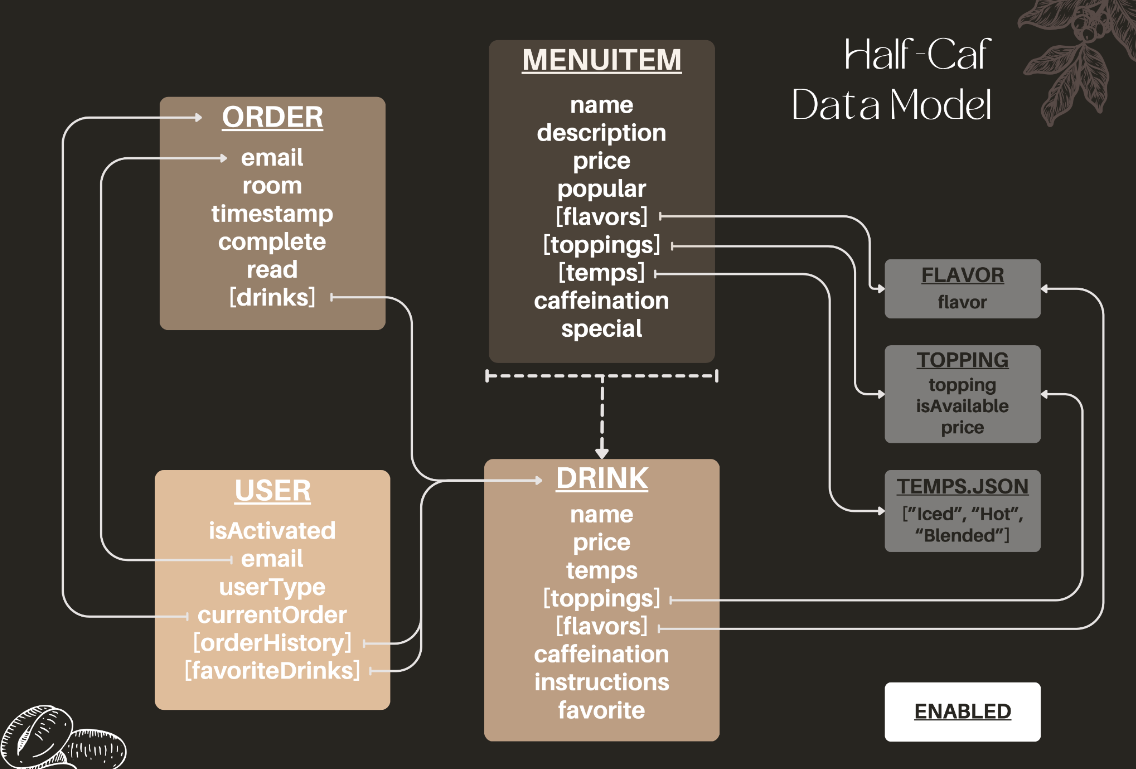 Half-Caf
Data Model
ORDER
email
room
timestamp
complete
read
[drinks]
MENUITEM
name
description
price
popular
[flavors]
[toppings]
[temps]
caffeination
special
FLAVOR
flavor
TOPPING
topping
isAvailable
price
TEMPS.JSON
[”Iced”, “Hot”,
“Blended”]
USER
isActivated
email
userType
currentOrder
[orderHistory]
[favoriteDrinks]
DRINK
name
price
temps
[toppings]
[flavors]
caffeination
instructions
favorite
ENABLED